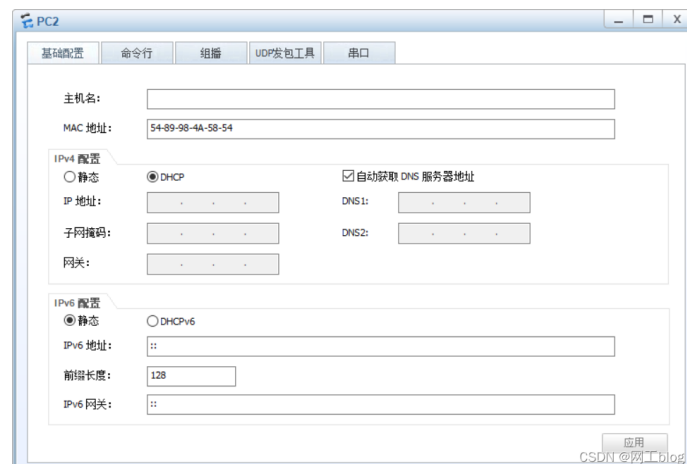 PC2
基础配置 命令行 组播 UDP发包工具 串口
主机名:
MAC 地址: 54-89-98-4A-58-54
IPv4 配置
静态 DHCP 自动获取 DNS 服务器地址
IP 地址: . . . DNS1: . . .
子网掩码: . . . DNS2: . . .
网关: . . .
IPv6 配置
静态 DHCPv6
IPv6 地址: ::
前缀长度: 128
IPv6 网关: ::
应用
CSDN @网工blog